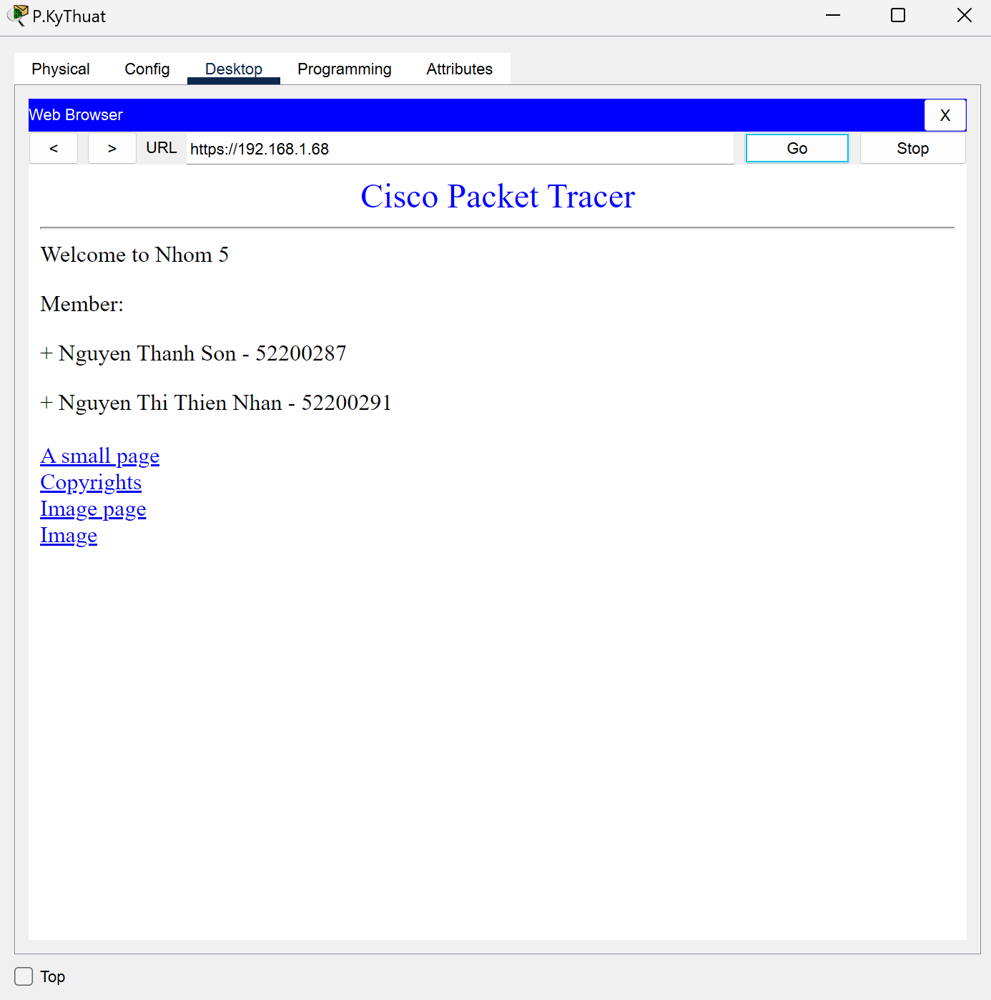 P.KyThuat
Physical Config Desktop Programming Attributes
Web Browser X
< > URL https://192.168.1.68 Go Stop
Cisco Packet Tracer
Welcome to Nhom 5
Member:
+ Nguyen Thanh Son - 52200287
+ Nguyen Thi Thien Nhan - 52200291
A small page
Copyrights
Image page
Image
Top